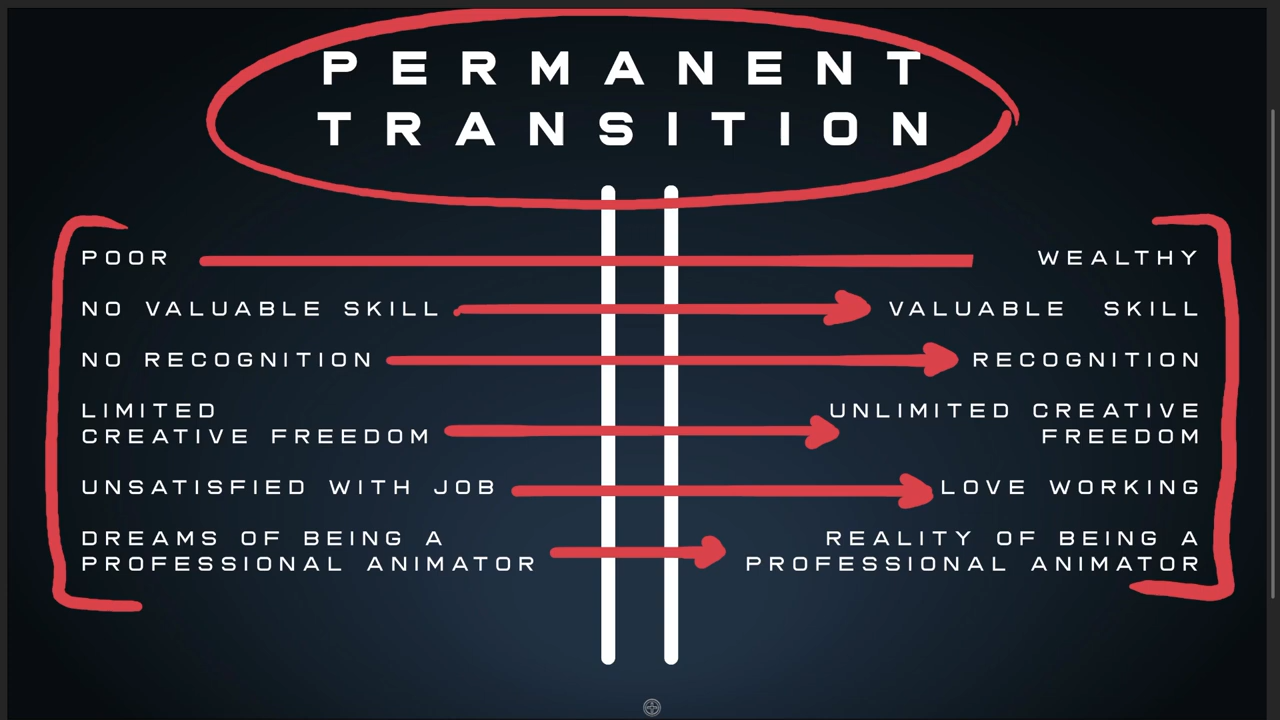 PERMANENT
TRANSITION
POOR WEALTHY
NO VALUABLE SKILL VALUABLE SKILL
NO RECOGNITION RECOGNITION
LIMITED UNLIMITED CREATIVE
CREATIVE FREEDOM FREEDOM
UNSATISFIED WITH JOB LOVE WORKING
DREAMS OF BEING A REALITY OF BEING A
PROFESSIONAL ANIMATOR PROFESSIONAL ANIMATOR